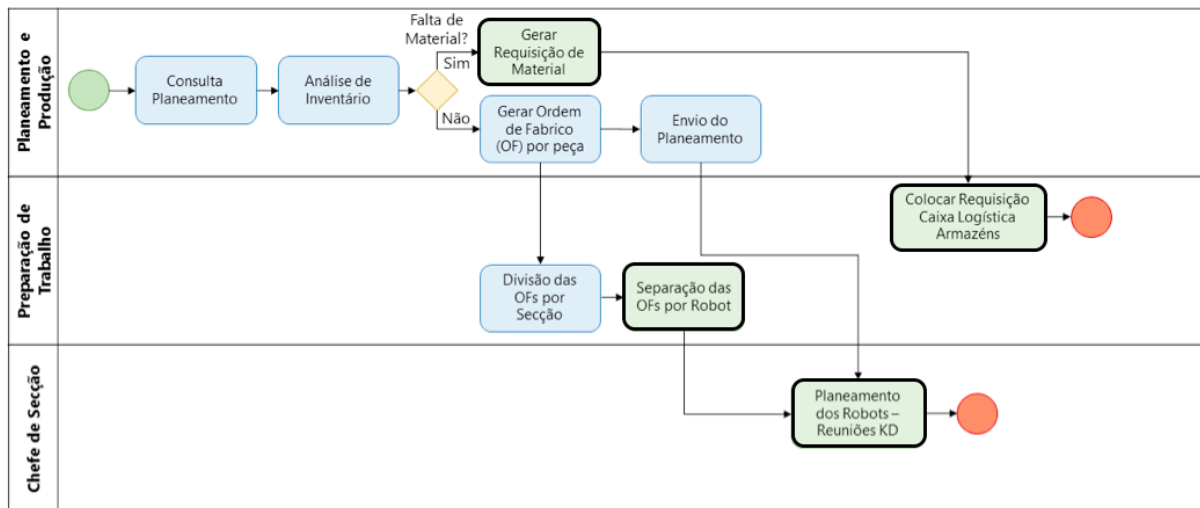 Planeamento e
Produção
Consulta
Planeamento
Análise de
Inventário
Falta de
Material?
Sim
Não
Gerar
Requisição de
Material
Gerar Ordem
de Fabrico
(OF) por peça
Envio do
Planeamento
Preparação de
Trabalho
Colocar Requisição
Caixa Logística
Armazéns
Divisão das
OFs por
Secção
Separação das
OFs por Robot
Chefe de Secção
Planeamento
dos Robots –
Reuniões KD